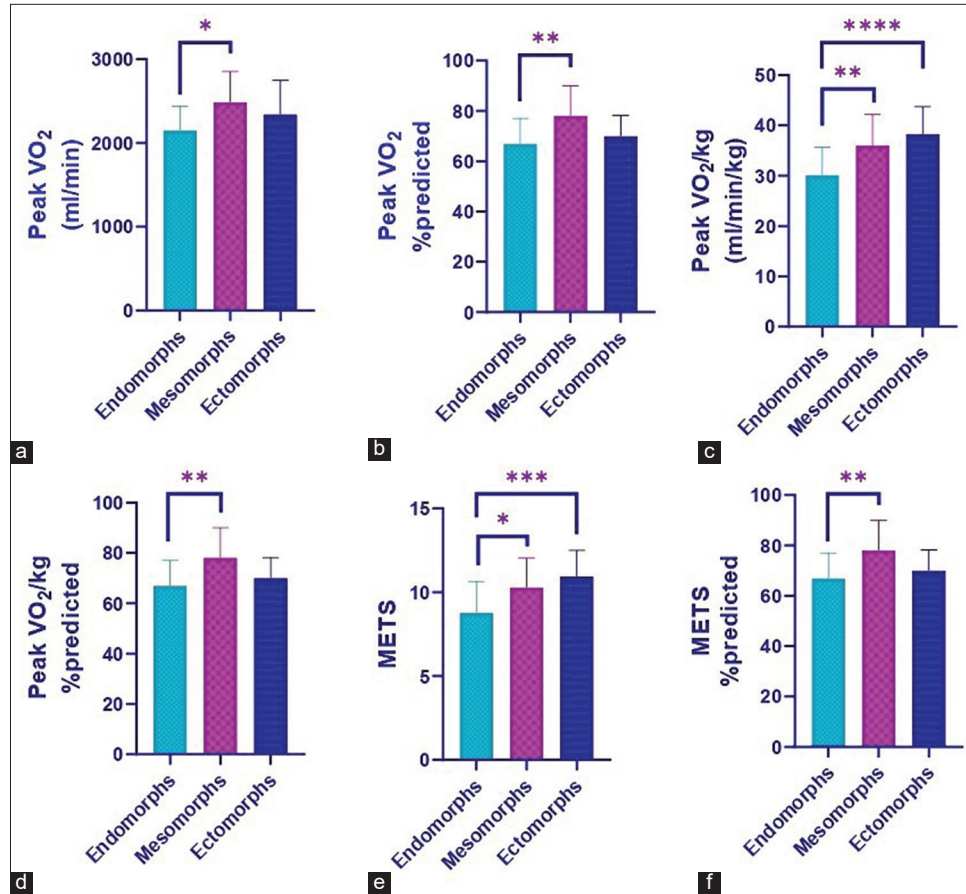 *
Peak VO₂
(ml/min)
3000
2000
1000
0
Endomorphs
Mesomorphs
Ectomorphs
a
**
Peak VO₂
%predicted
100
80
60
40
20
0
Endomorphs
Mesomorphs
Ectomorphs
b
****
**
Peak VO₂/kg
(ml/min/kg)
50
40
30
20
10
0
Endomorphs
Mesomorphs
Ectomorphs
c
**
Peak VO₂/kg
%predicted
100
80
60
40
20
0
Endomorphs
Mesomorphs
Ectomorphs
d
***
*
METS
15
10
5
0
Endomorphs
Mesomorphs
Ectomorphs
e
**
METS
%predicted
100
80
60
40
20
0
Endomorphs
Mesomorphs
Ectomorphs
f